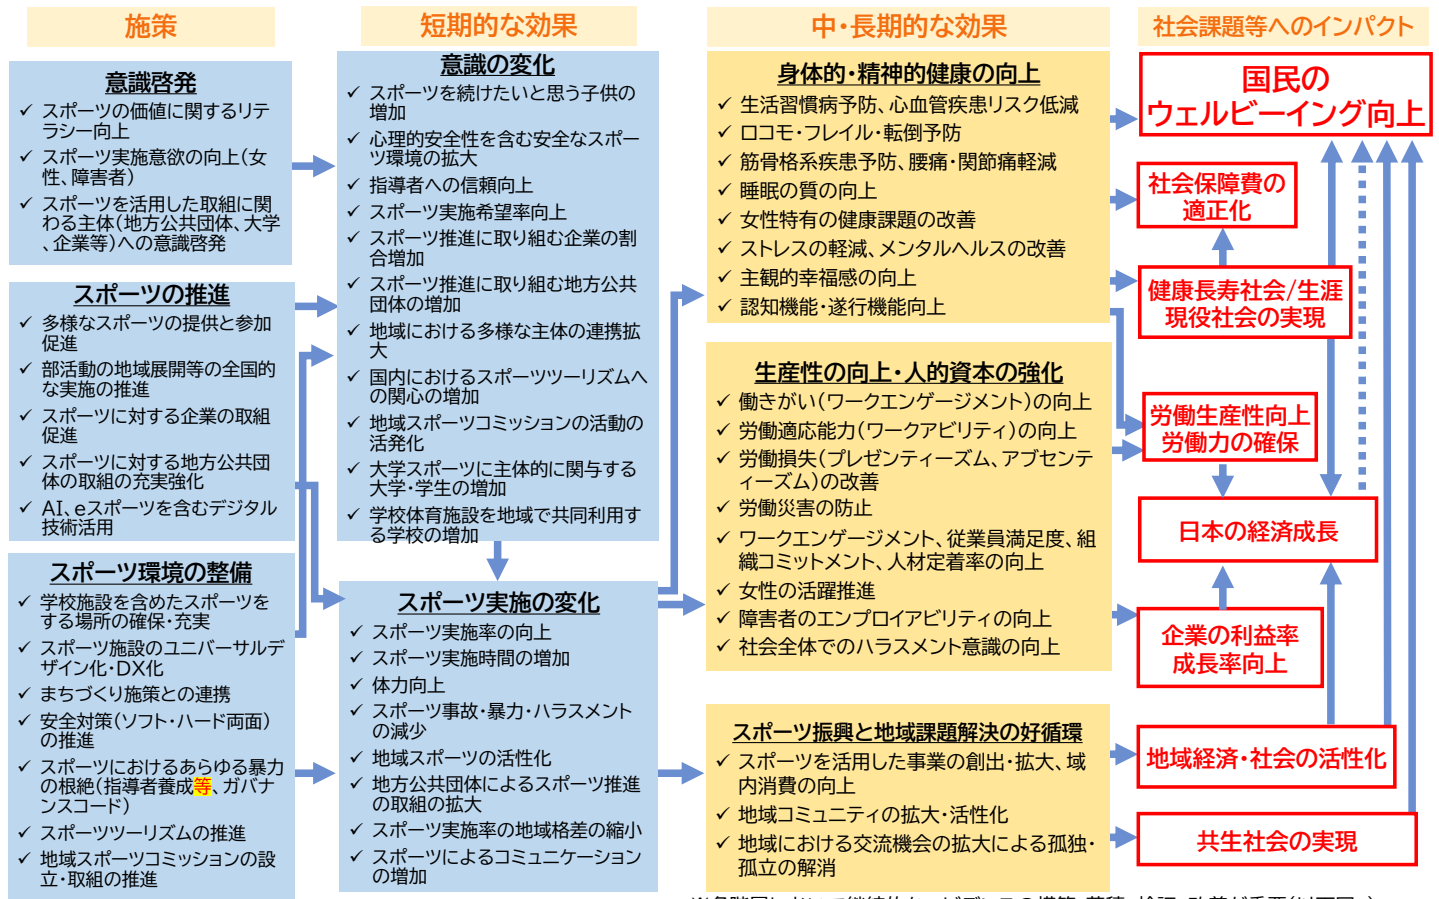 施策
意識啓発
✓ スポーツの価値に関するリテ
ラシー向上
✓ スポーツ実施意欲の向上(女
性、障害者)
✓ スポーツを活用した取組に関
わる主体(地方公共団体、大学
、企業等)への意識啓発
スポーツの推進
✓ 多様なスポーツの提供と参加
促進
✓ 部活動の地域展開等の全国的
な実施の推進
✓ スポーツに対する企業の取組
促進
✓ スポーツに対する地方公共団
体の取組の充実強化
✓ AI、eスポーツを含むデジタル
技術活用
スポーツ環境の整備
✓ 学校施設を含めたスポーツを
する場所の確保・充実
✓ スポーツ施設のユニバーサルデ
ザイン化・DX化
✓ まちづくり施策との連携
✓ 安全対策(ソフト・ハード両面)
の推進
✓ スポーツにおけるあらゆる暴力
の根絶(指導者養成等、ガバナ
ンスコード)
✓ スポーツツーリズムの推進
✓ 地域スポーツコミッションの設
立・取組の推進
短期的な効果
意識の変化
✓ スポーツを続けたいと思う子供の
増加
✓ 心理的安全性を含む安全なスポー
ツ環境の拡大
✓ 指導者への信頼向上
✓ スポーツ実施希望率向上
✓ スポーツ推進に取り組む企業の割
合増加
✓ スポーツ推進に取り組む地方公共
団体の増加
✓ 地域における多様な主体の連携拡
大
✓ 国内におけるスポーツツーリズムへ
の関心の増加
✓ 地域スポーツコミッションの活動の
活発化
✓ 大学スポーツに主体的に関与する
大学・学生の増加
✓ 学校体育施設を地域で共同利用す
る学校の増加
スポーツ実施の変化
✓ スポーツ実施率の向上
✓ スポーツ実施時間の増加
✓ 体力向上
✓ スポーツ事故・暴力・ハラスメント
の減少
✓ 地域スポーツの活性化
✓ 地方公共団体によるスポーツ推進
の取組の拡大
✓ スポーツ実施率の地域格差の縮小
✓ スポーツによるコミュニケーション
の増加
中・長期的な効果
身体的・精神的健康の向上
✓ 生活習慣病予防、心血管疾患リスク低減
✓ ロコモ・フレイル・転倒予防
✓ 筋骨格系疾患予防、腰痛・関節痛軽減
✓ 睡眠の質の向上
✓ 女性特有の健康課題の改善
✓ ストレスの軽減、メンタルヘルスの改善
✓ 主観的幸福感の向上
✓ 認知機能・遂行機能向上
生産性の向上・人的資本の強化
✓ 働きがい(ワークエンゲージメント)の向上
✓ 労働適応能力(ワークアビリティ)の向上
✓ 労働損失(プレゼンティーズム、アブセンテ
ィーズム)の改善
✓ 労働災害の防止
✓ ワークエンゲージメント、従業員満足度、組
織コミットメント、人材定着率の向上
✓ 女性の活躍推進
✓ 障害者のエンプロイアビリティの向上
✓ 社会全体でのハラスメント意識の向上
スポーツ振興と地域課題解決の好循環
✓ スポーツを活用した事業の創出・拡大、域
内消費の向上
✓ 地域コミュニティの拡大・活性化
✓ 地域における交流機会の拡大による孤独・
孤立の解消
社会課題等へのインパクト
国民の
ウェルビーイング向上
社会保障費の
適正化
健康長寿社会/生涯
現役社会の実現
労働生産性向上
労働力の確保
日本の経済成長
企業の利益率
成長率向上
地域経済・社会の活性化
共生社会の実現